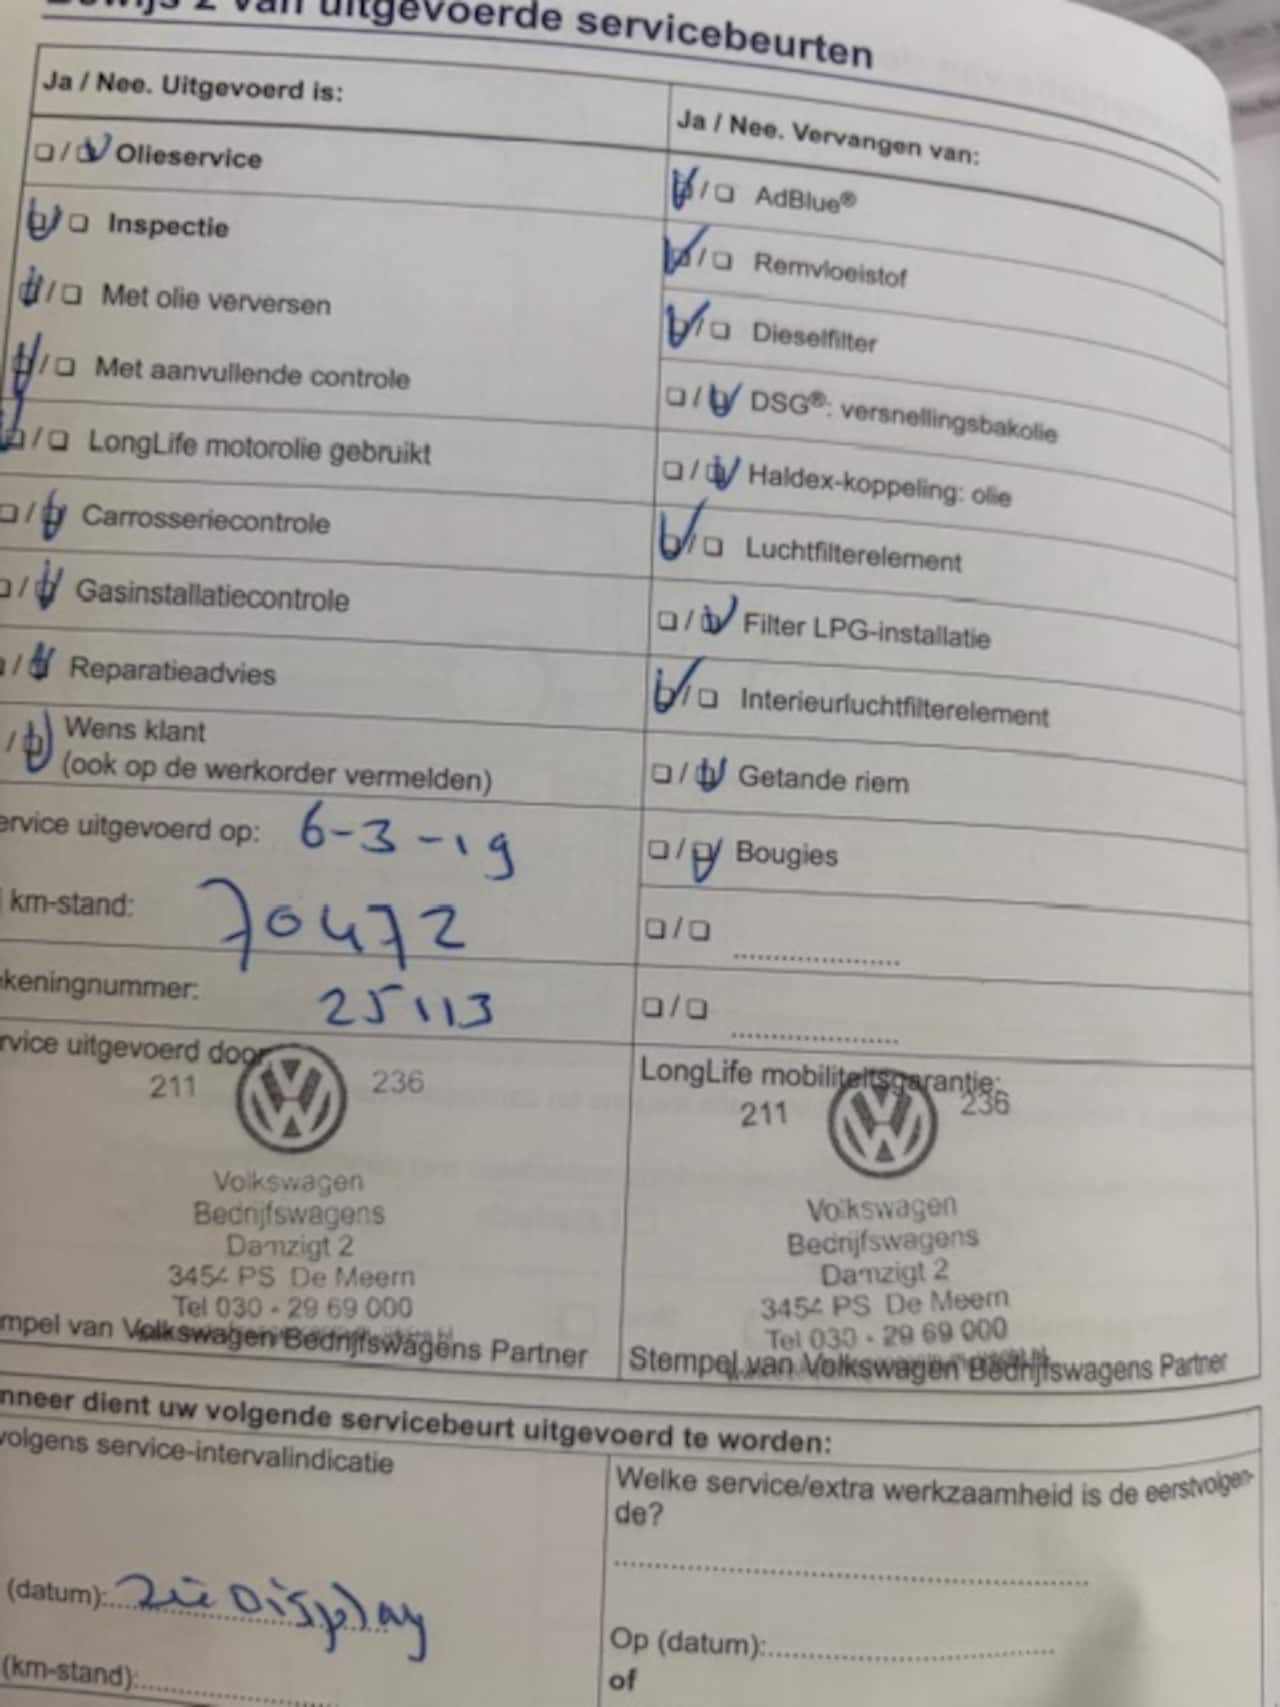 van uitgevoerde servicebeurten
Ja / Nee. Uitgevoerd is:
❏ / ☑ Olieservice
☑ / ❏ Inspectie
☑ / ❏ Met olie verversen
☑ / ❏ Met aanvullende controle
☑ / ❏ LongLife motorolie gebruikt
❏ / ☑ Carrosseriecontrole
❏ / ☑ Gasinstallatiecontrole
❏ / ☑ Reparatieadvies
/ ☑ Wens klant
(ook op de werkorder vermelden)
ervice uitgevoerd op: 6-3-19
km-stand: 70472
keningnummer: 25113
rvice uitgevoerd door
211 236
Volkswagen
Bedrijfswagens
Damzigt 2
3454 PS De Meern
Tel 030 - 29 69 000
mpel van Volkswagen Bedrijfswagens Partner
Ja / Nee. Vervangen van:
☑ / ❏ AdBlue®
☑ / ❏ Remvloeistof
☑ / ❏ Dieselfilter
❏ / ☑ DSG®: versnellingsbakolie
❏ / ☑ Haldex-koppeling: olie
☑ / ❏ Luchtfilterelement
❏ / ☑ Filter LPG-installatie
☑ / ❏ Interieurluchtfilterelement
❏ / ☑ Getande riem
❏ / ☑ Bougies
❏ / ❏ ....................
❏ / ❏ ....................
LongLife mobiliteitsgarantie:
211 236
Volkswagen
Bedrijfswagens
Damzigt 2
3454 PS De Meern
Tel 030 - 29 69 000
Stempel van Volkswagen Bedrijfswagens Partner
nneer dient uw volgende servicebeurt uitgevoerd te worden:
volgens service-intervalindicatie
(datum): zie Display
(km-stand):
Welke service/extra werkzaamheid is de eerstvolgen-
de?
Op (datum):
of